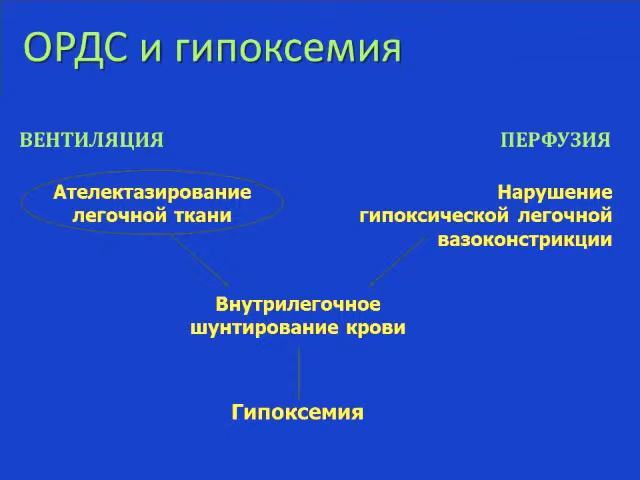 ОРДС и гипоксемия
ВЕНТИЛЯЦИЯ
ПЕРФУЗИЯ
Ателектазирование
легочной ткани
Нарушение
гипоксической легочной
вазоконстрикции
Внутрилегочное
шунтирование крови
Гипоксемия